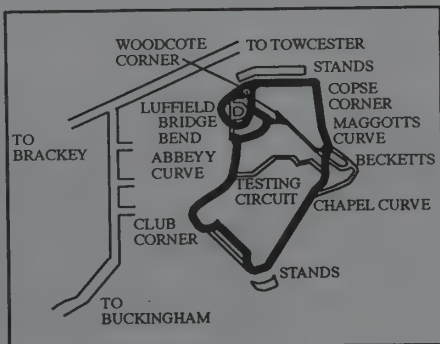 WOODCOTE
CORNER
TO TOWCESTER
STANDS
COPSE
CORNER
LUFFIELD
BRIDGE
BEND
MAGGOTTS
CURVE
TO
BRACKEY
ABBEYY
CURVE
BECKETTS
TESTING
CIRCUIT
CHAPEL CURVE
CLUB
CORNER
STANDS
TO
BUCKINGHAM